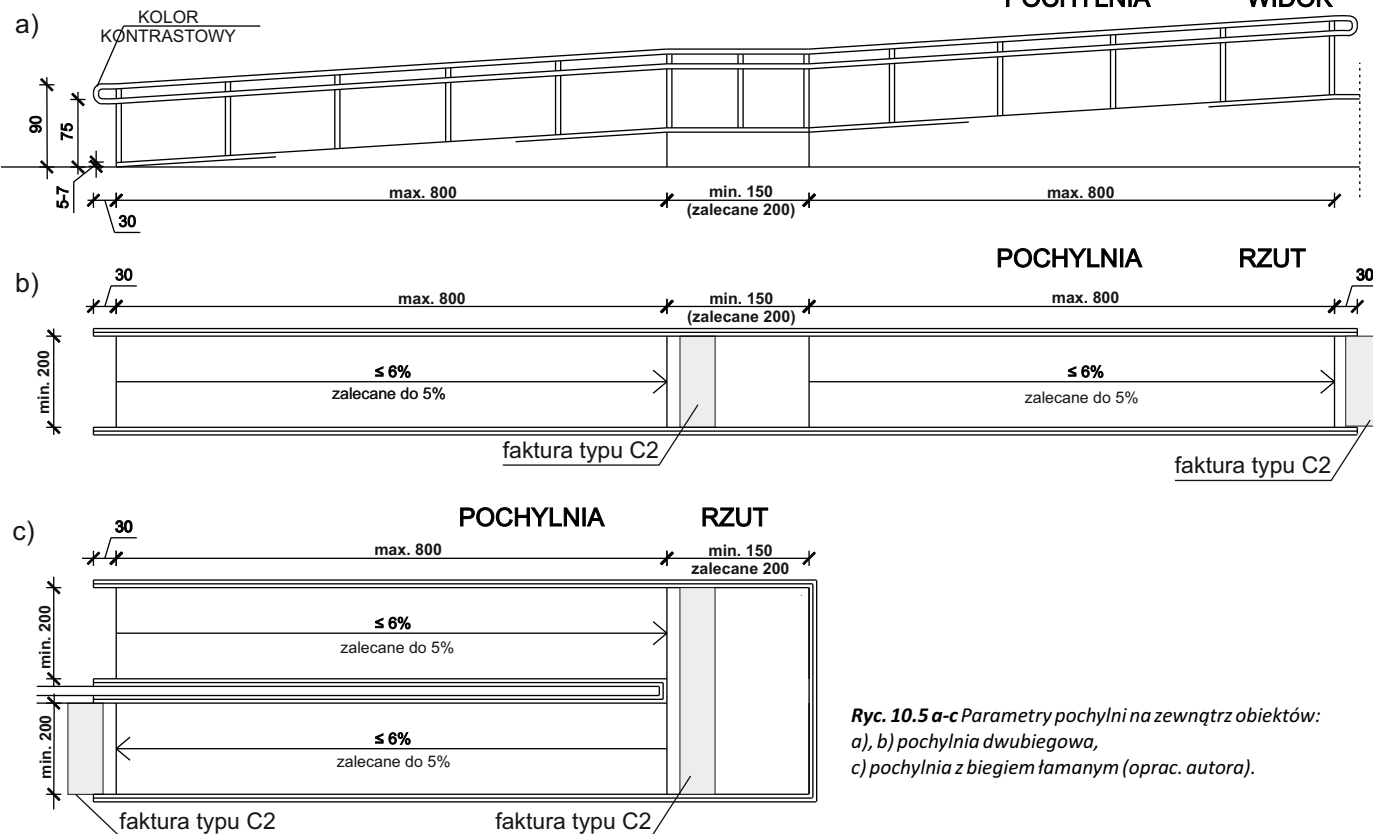 POCHYLNIA WIDOK
a)
KOLOR
KONTRASTOWY
90
75
5-7
30
max. 800
min. 150
(zalecane 200)
max. 800
POCHYLNIA RZUT
b)
30
max. 800
min. 150
(zalecane 200)
max. 800
30
min. 200
≤ 6%
zalecane do 5%
≤ 6%
zalecane do 5%
faktura typu C2
faktura typu C2
POCHYLNIA RZUT
c)
30
max. 800
min. 150
zalecane 200
min. 200
≤ 6%
zalecane do 5%
min. 200
≤ 6%
zalecane do 5%
faktura typu C2
faktura typu C2
Ryc. 10.5 a-c Parametry pochylni na zewnątrz obiektów:
a), b) pochylnia dwubiegowa,
c) pochylnia z biegiem łamanym (oprac. autora).